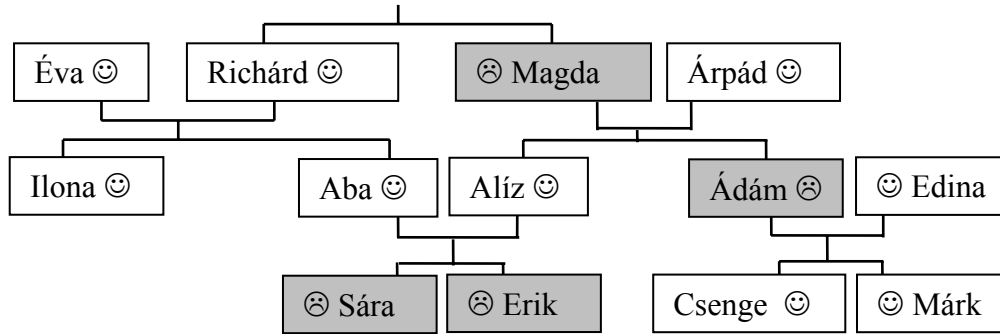 Éva ☺ Richárd ☺ ☹ Magda Árpád ☺
Ilona ☺ Aba ☺ Alíz ☺ Ádám ☹ ☺ Edina
☹ Sára ☹ Erik Csenge ☺ ☺ Márk